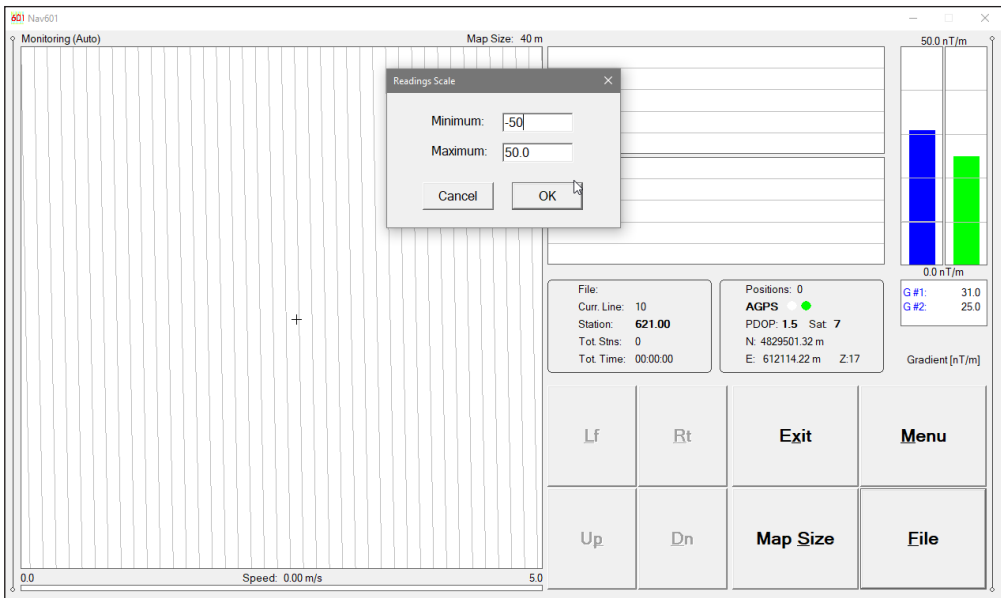 601 Nav601
Monitoring (Auto) Map Size: 40 m
50.0 nT/m
Readings Scale
Minimum: -50
Maximum: 50.0
Cancel OK
0.0 nT/m
File:
Curr. Line: 10
Station: 621.00
Tot. Stns: 0
Tot. Time: 00:00:00
Positions: 0
AGPS
PDOP: 1.5 Sat: 7
N: 4829501.32 m
E: 612114.22 m Z:17
G #1: 31.0
G #2: 25.0
Gradient [nT/m]
Lf Rt Exit Menu
Up Dn Map Size File
0.0 Speed: 0.00 m/s 5.0